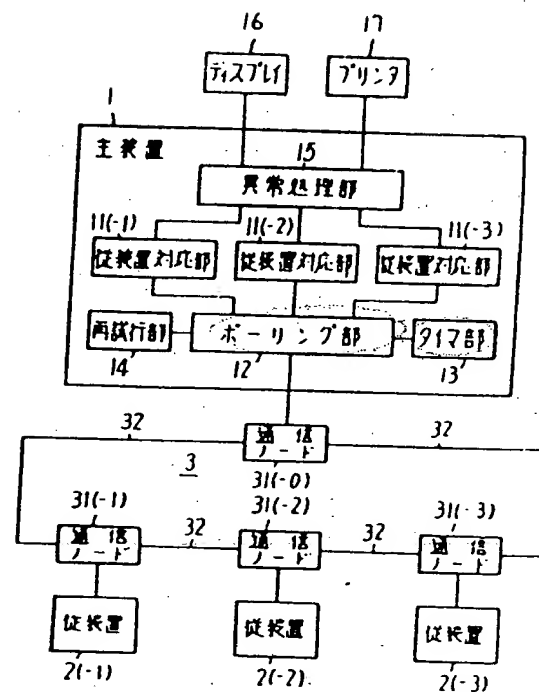 16 17
ディスプレイ プリンタ
1
主装置 15
異常処理部
11(-1) 11(-2) 11(-3)
従装置対応部 従装置対応部 従装置対応部
再試行部 ポーリング部 タイマ部
14 12 13
32 通信ノード 32
3 31(-0)
31(-1) 31(-2) 31(-3)
通信ノード 32 通信ノード 32 通信ノード
従装置 従装置 従装置
2(-1) 2(-2) 2(-3)